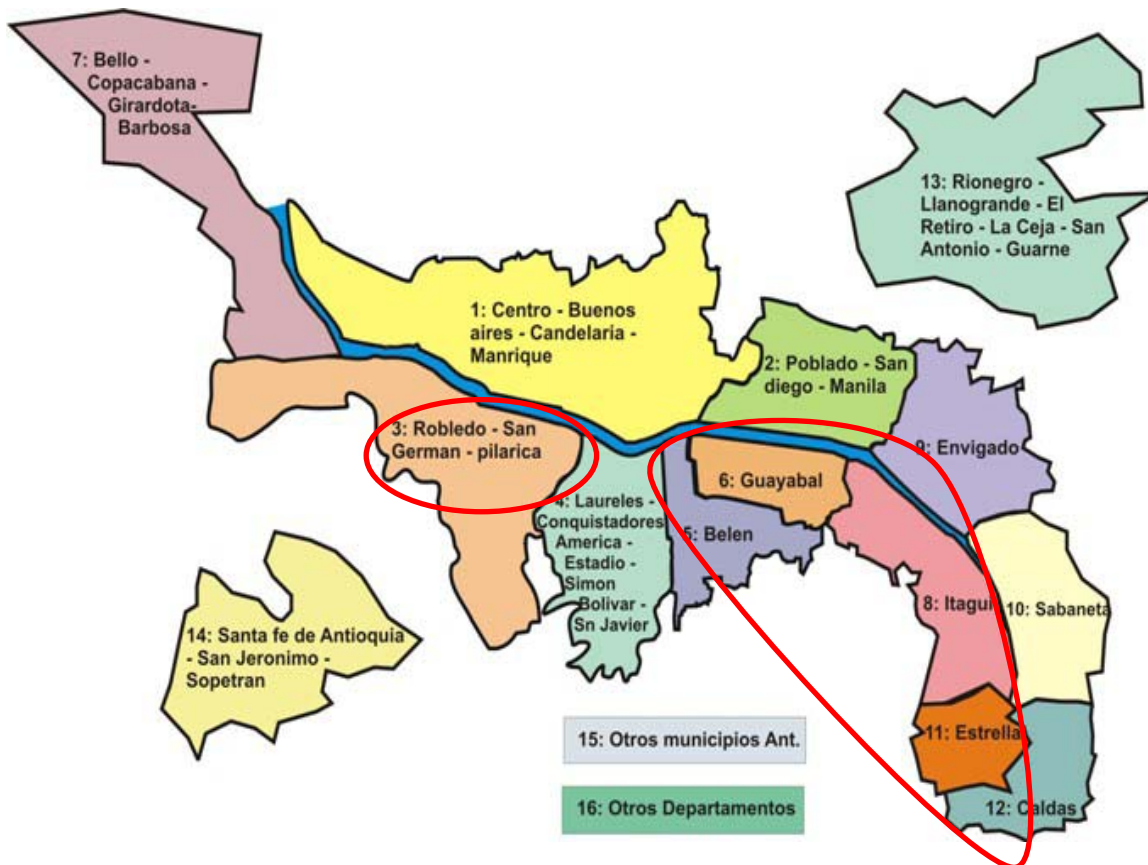 7: Bello -
Copacabana -
Girardota-
Barbosa
13: Rionegro -
Llanogrande - El
Retiro - La Ceja - San
Antonio - Guarne
1: Centro - Buenos
aires - Candelaria -
Manrique
2: Poblado - San
diego - Manila
3: Robledo - San
German - pilarica
9: Envigado
6: Guayabal
4: Laureles -
Conquistadores
America -
Estadio -
Simon
Bolivar -
Sn Javier
5: Belen
8: Itagui
10: Sabaneta
14: Santa fe de Antioquia
- San Jeronimo -
Sopetran
11: Estrella
15: Otros municipios Ant.
16: Otros Departamentos
12: Caldas